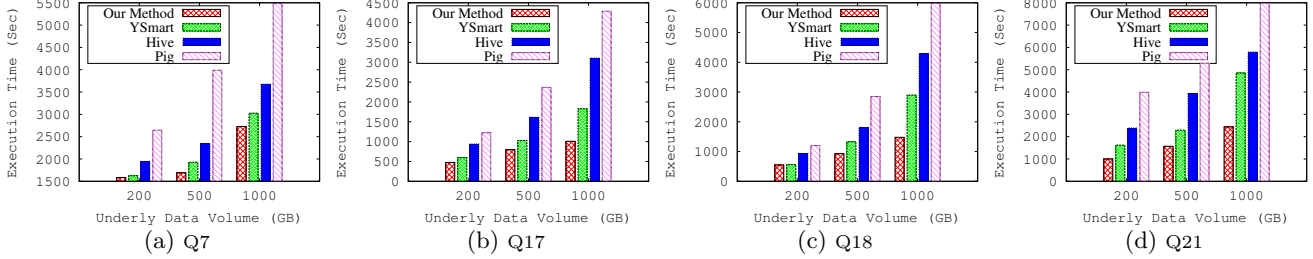 Execution Time (Sec)
5500
5000
4500
4000
3500
3000
2500
2000
1500
Our Method
YSmart
Hive
Pig
200 500 1000
Underly Data Volume (GB)
(a) Q7
Execution Time (Sec)
4500
4000
3500
3000
2500
2000
1500
1000
500
0
Our Method
YSmart
Hive
Pig
200 500 1000
Underly Data Volume (GB)
(b) Q17
Execution Time (Sec)
6000
5000
4000
3000
2000
1000
0
Our Method
YSmart
Hive
Pig
200 500 1000
Underly Data Volume (GB)
(c) Q18
Execution Time (Sec)
8000
7000
6000
5000
4000
3000
2000
1000
0
Our Method
YSmart
Hive
Pig
200 500 1000
Underly Data Volume (GB)
(d) Q21